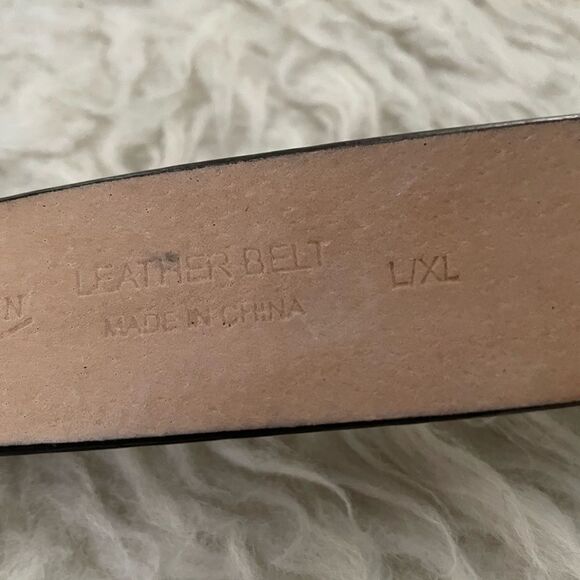 N
LEATHER BELT
MADE IN CHINA
L/XL